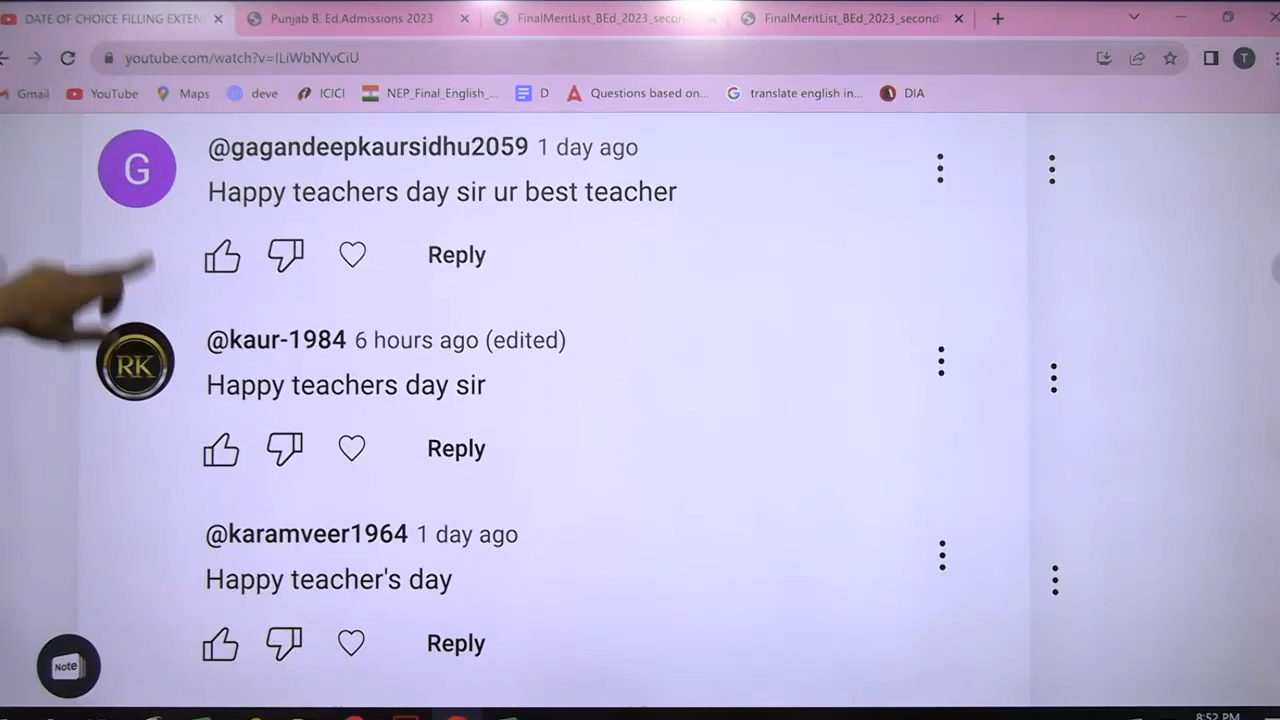 DATE OF CHOICE FILLING EXTEN
Punjab B. Ed.Admissions 2023
FinalMeritList_BEd_2023_secon
FinalMeritList_BEd_2023_second
youtube.com/watch?v=ILiWbNYvCiU
T
Gmail
YouTube
Maps
deve
ICICI
NEP_Final_English_...
D
Questions based on...
translate english in...
DIA
G
@gagandeepkaursidhu2059 1 day ago
Happy teachers day sir ur best teacher
Reply
RK
@kaur-1984 6 hours ago (edited)
Happy teachers day sir
Reply
@karamveer1964 1 day ago
Happy teacher's day
Reply
Note
8:52 PM